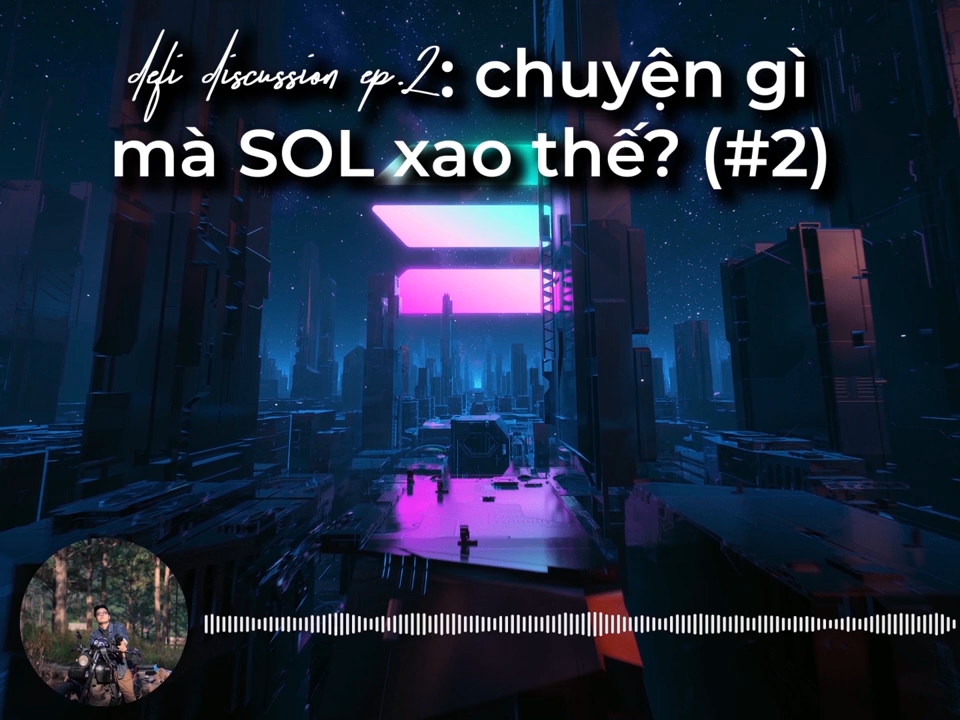 defi discussion ep.2: chuyện gì
mà SOL xao thế? (#2)